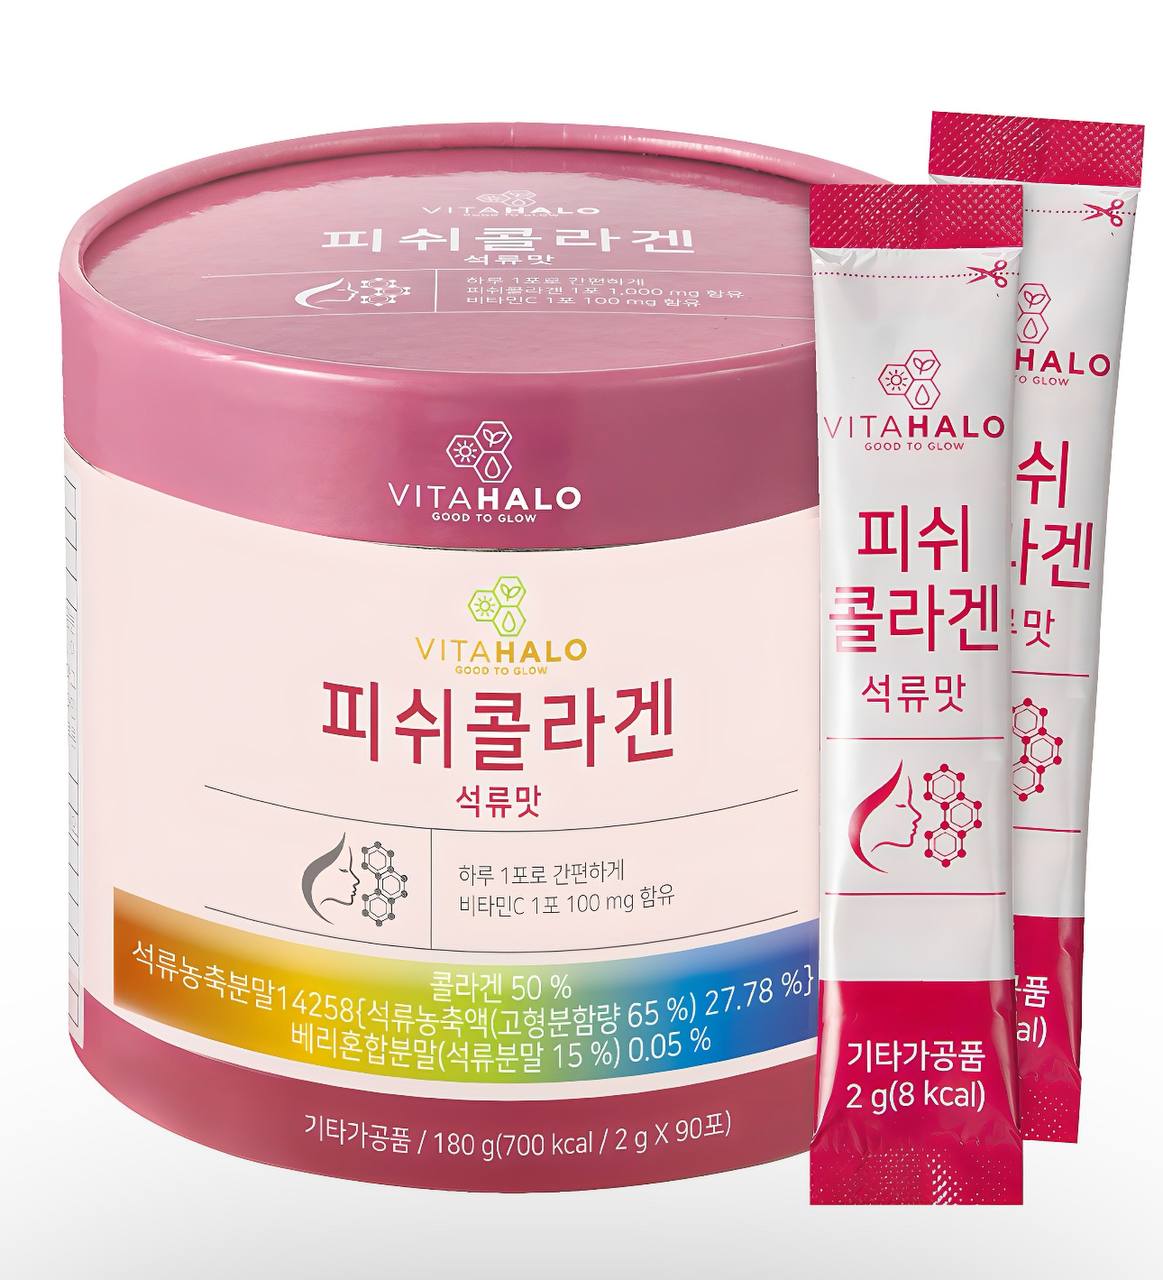 VITAHALO
GOOD TO GLOW
피쉬콜라겐
석류맛
하루 1포로 간편하게
피쉬콜라겐 1포 1,000 mg 함유
비타민C 1포 100 mg 함유
VITAHALO
GOOD TO GLOW
VITAHALO
GOOD TO GLOW
피쉬콜라겐
석류맛
하루 1포로 간편하게
비타민C 1포 100 mg 함유
콜라겐 50 %
석류농축분말14258{석류농축액(고형분함량 65 %) 27.78 %}
베리혼합분말(석류분말 15 %) 0.05 %
기타가공품 / 180 g(700 kcal / 2 g X 90포)
VITAHALO
GOOD TO GLOW
피쉬
콜라겐
석류맛
기타가공품
2 g(8 kcal)
HALO
TO GLOW
쉬
라겐
맛
품
al)